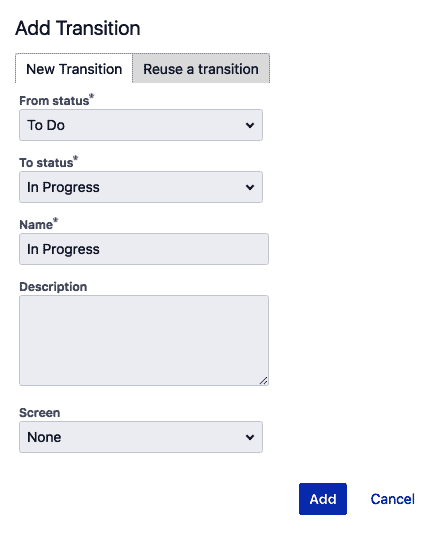 Add Transition
New Transition Reuse a transition
From status*
To Do
To status*
In Progress
Name*
In Progress
Description
Screen
None
Add Cancel